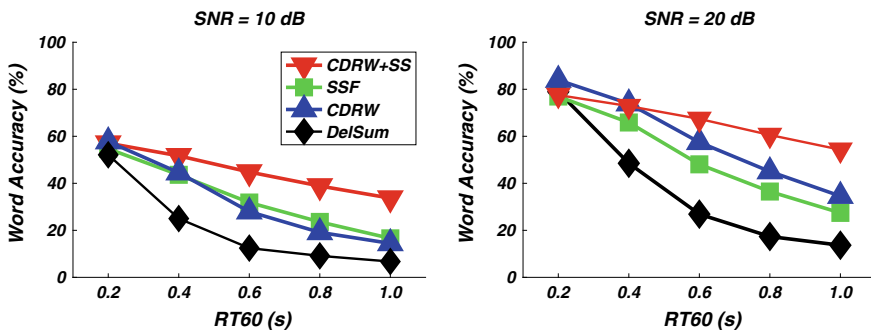 SNR = 10 dB
Word Accuracy (%)
100
80
60
40
20
0
0.2 0.4 0.6 0.8 1.0
RT60 (s)
CDRW+SS
SSF
CDRW
DelSum
SNR = 20 dB
Word Accuracy (%)
100
80
60
40
20
0
0.2 0.4 0.6 0.8 1.0
RT60 (s)